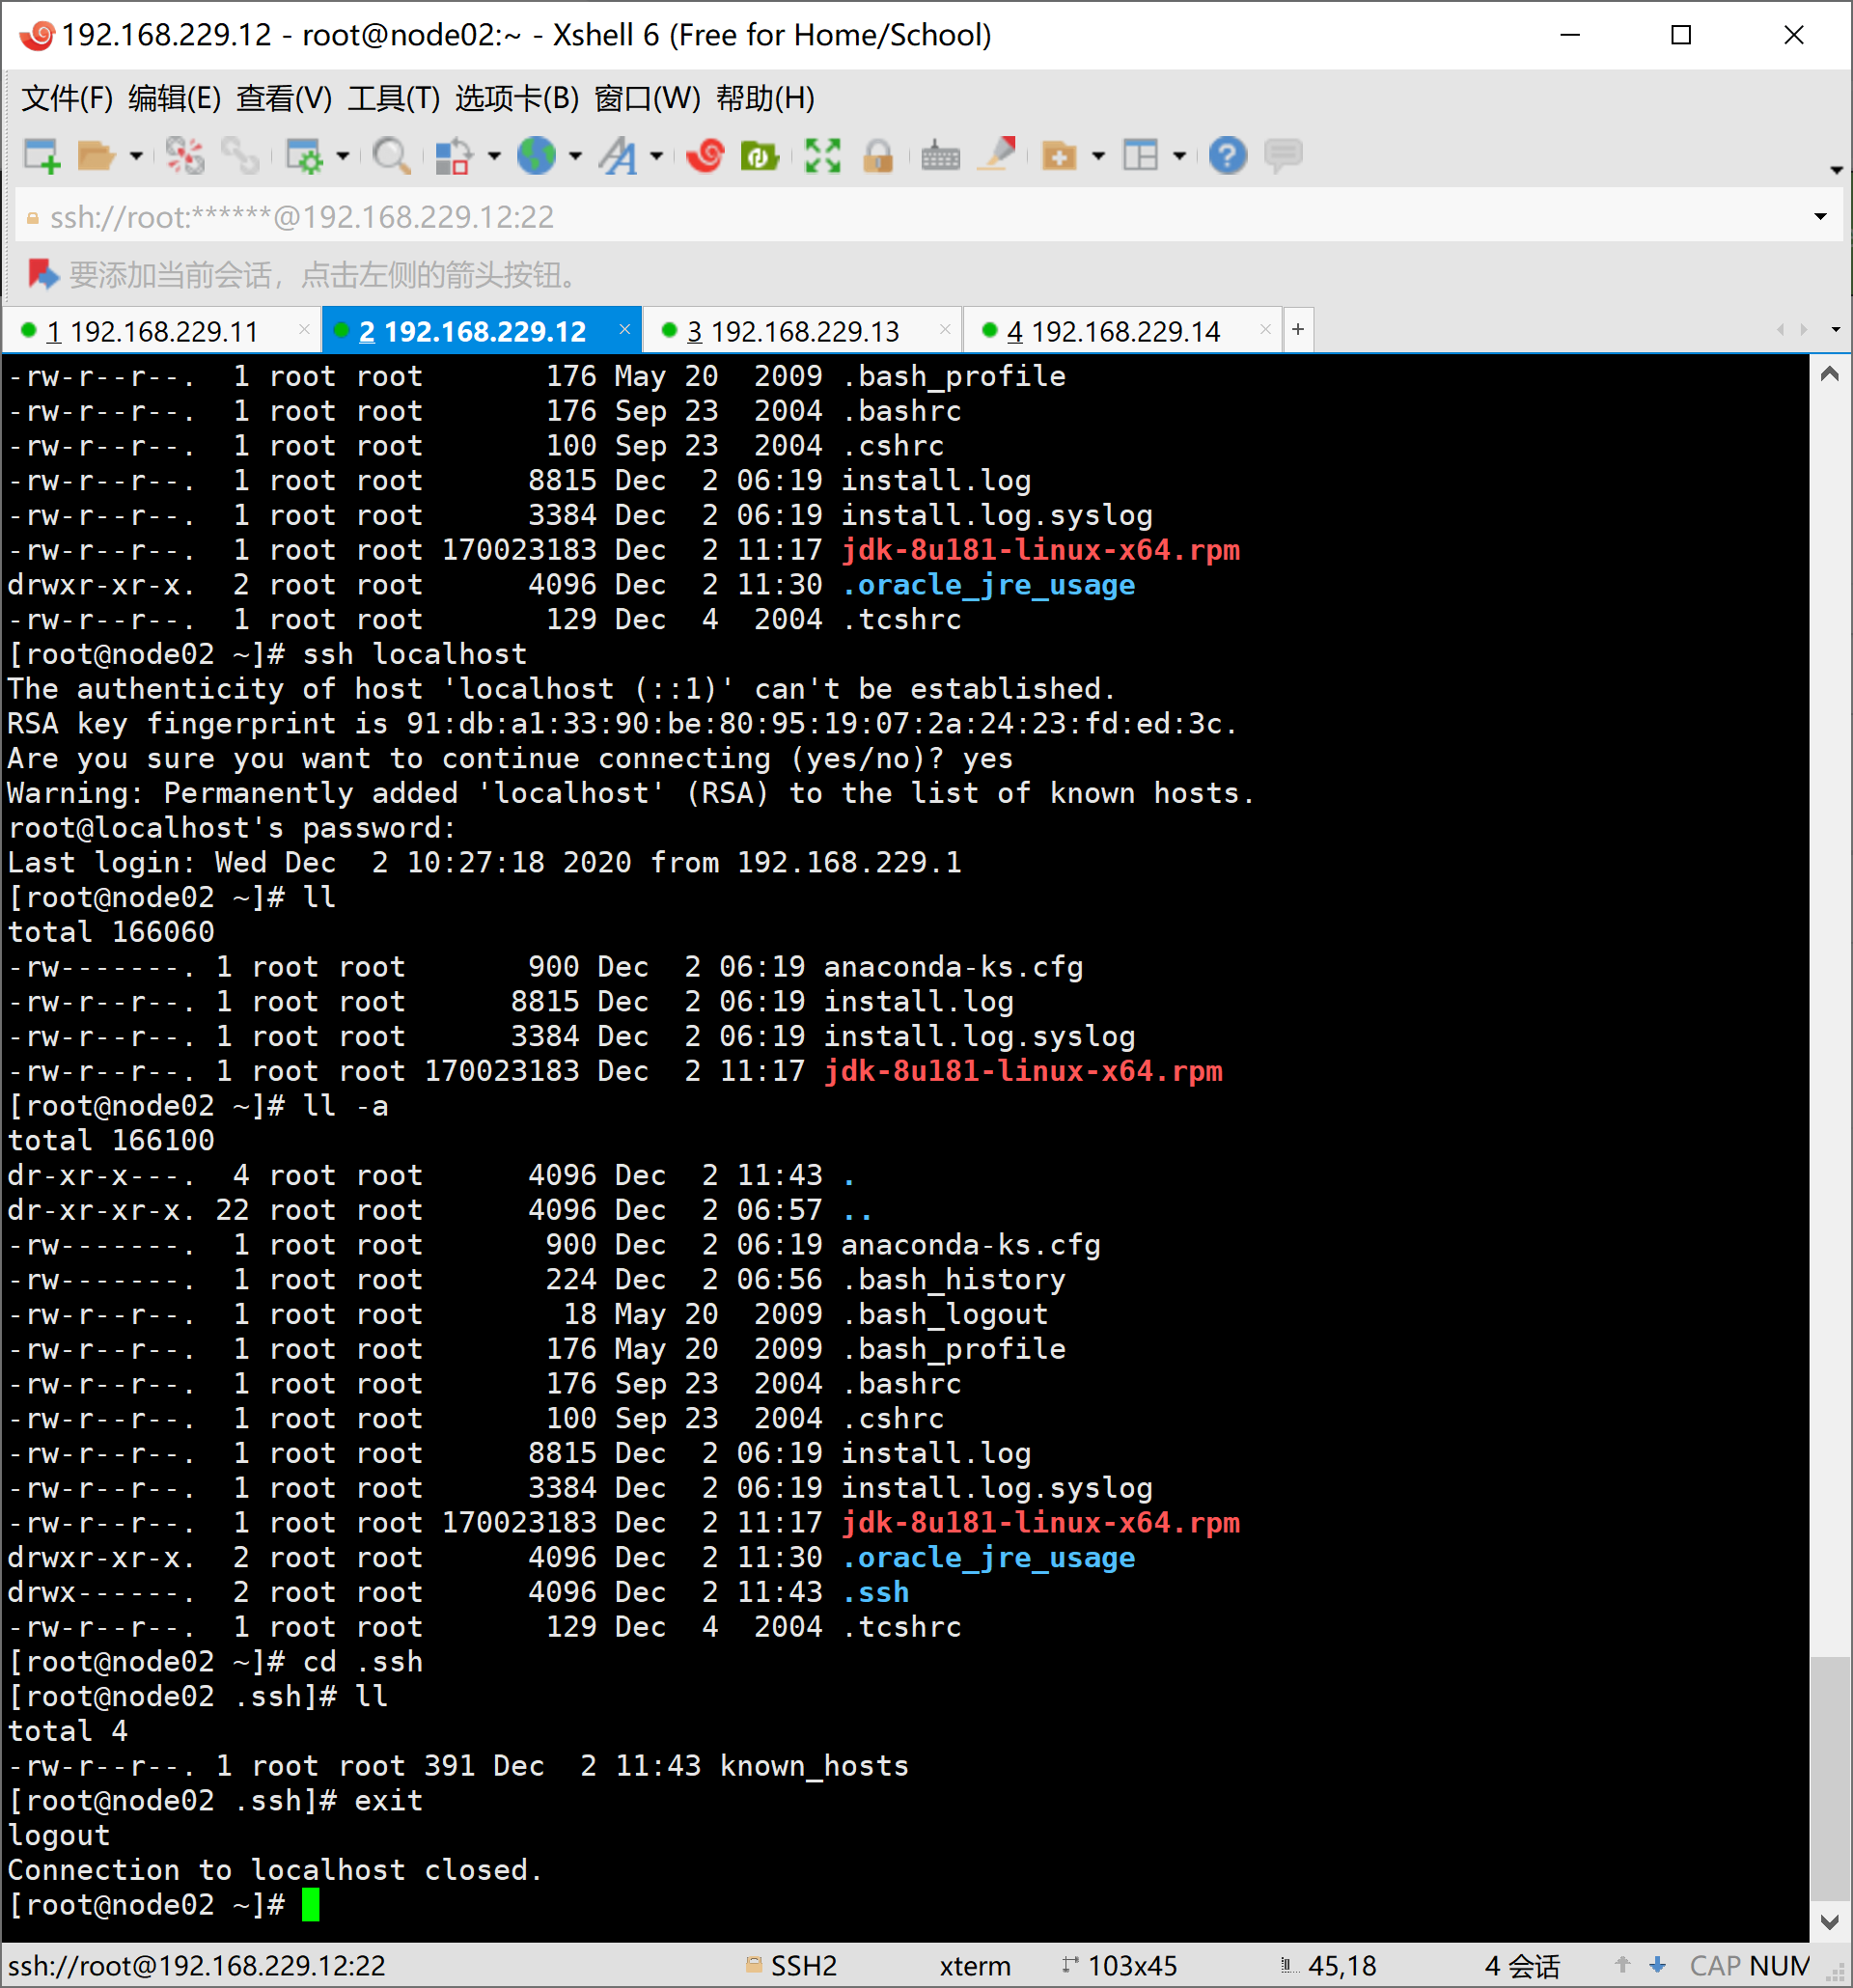 192.168.229.12 - root@node02:~ - Xshell 6 (Free for Home/School)
文件(F) 编辑(E) 查看(V) 工具(T) 选项卡(B) 窗口(W) 帮助(H)
ssh://root:******@192.168.229.12:22
要添加当前会话，点击左侧的箭头按钮。
1 192.168.229.11 2 192.168.229.12 3 192.168.229.13 4 192.168.229.14 +
-rw-r--r--.  1 root root       176 May 20  2009 .bash_profile
-rw-r--r--.  1 root root       176 Sep 23  2004 .bashrc
-rw-r--r--.  1 root root       100 Sep 23  2004 .cshrc
-rw-r--r--.  1 root root      8815 Dec  2 06:19 install.log
-rw-r--r--.  1 root root      3384 Dec  2 06:19 install.log.syslog
-rw-r--r--.  1 root root 170023183 Dec  2 11:17 jdk-8u181-linux-x64.rpm
drwxr-xr-x.  2 root root      4096 Dec  2 11:30 .oracle_jre_usage
-rw-r--r--.  1 root root       129 Dec  4  2004 .tcshrc
[root@node02 ~]# ssh localhost
The authenticity of host 'localhost (::1)' can't be established.
RSA key fingerprint is 91:db:a1:33:90:be:80:95:19:07:2a:24:23:fd:ed:3c.
Are you sure you want to continue connecting (yes/no)? yes
Warning: Permanently added 'localhost' (RSA) to the list of known hosts.
root@localhost's password:
Last login: Wed Dec  2 10:27:18 2020 from 192.168.229.1
[root@node02 ~]# ll
total 166060
-rw-------. 1 root root       900 Dec  2 06:19 anaconda-ks.cfg
-rw-r--r--. 1 root root      8815 Dec  2 06:19 install.log
-rw-r--r--. 1 root root      3384 Dec  2 06:19 install.log.syslog
-rw-r--r--. 1 root root 170023183 Dec  2 11:17 jdk-8u181-linux-x64.rpm
[root@node02 ~]# ll -a
total 166100
dr-xr-x---.  4 root root      4096 Dec  2 11:43 .
dr-xr-xr-x. 22 root root      4096 Dec  2 06:57 ..
-rw-------.  1 root root       900 Dec  2 06:19 anaconda-ks.cfg
-rw-------.  1 root root       224 Dec  2 06:56 .bash_history
-rw-r--r--.  1 root root        18 May 20  2009 .bash_logout
-rw-r--r--.  1 root root       176 May 20  2009 .bash_profile
-rw-r--r--.  1 root root       176 Sep 23  2004 .bashrc
-rw-r--r--.  1 root root       100 Sep 23  2004 .cshrc
-rw-r--r--.  1 root root      8815 Dec  2 06:19 install.log
-rw-r--r--.  1 root root      3384 Dec  2 06:19 install.log.syslog
-rw-r--r--.  1 root root 170023183 Dec  2 11:17 jdk-8u181-linux-x64.rpm
drwxr-xr-x.  2 root root      4096 Dec  2 11:30 .oracle_jre_usage
drwx------.  2 root root      4096 Dec  2 11:43 .ssh
-rw-r--r--.  1 root root       129 Dec  4  2004 .tcshrc
[root@node02 ~]# cd .ssh
[root@node02 .ssh]# ll
total 4
-rw-r--r--. 1 root root 391 Dec  2 11:43 known_hosts
[root@node02 .ssh]# exit
logout
Connection to localhost closed.
[root@node02 ~]#
ssh://root@192.168.229.12:22 SSH2 xterm 103x45 45,18 4 会话 CAP NUM